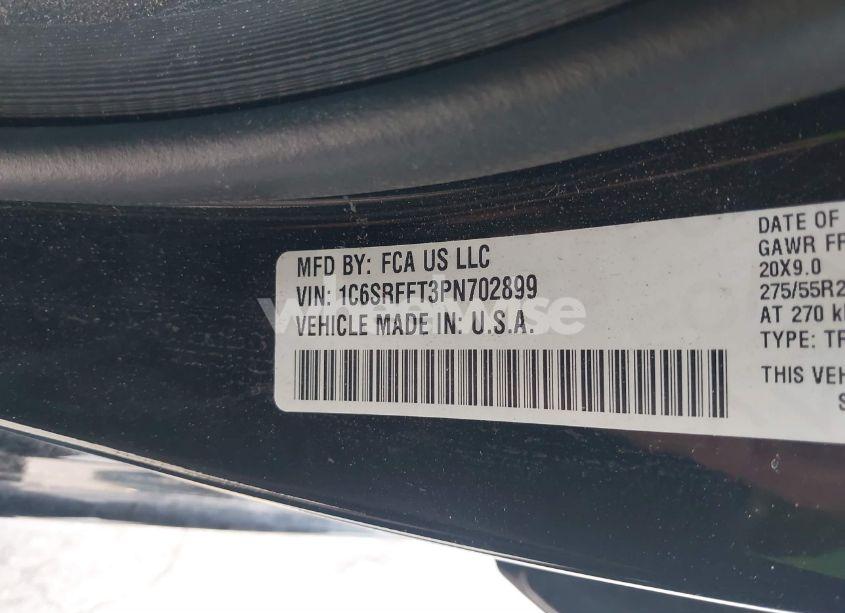 MFD BY: FCA US LLC
VIN: 1C6SRFFT3PN702899
VEHICLE MADE IN: U.S.A.
wheelwise
DATE OF
GAWR FR
20X9.0
275/55R2
AT 270 k
TYPE: TR
THIS VEH
S